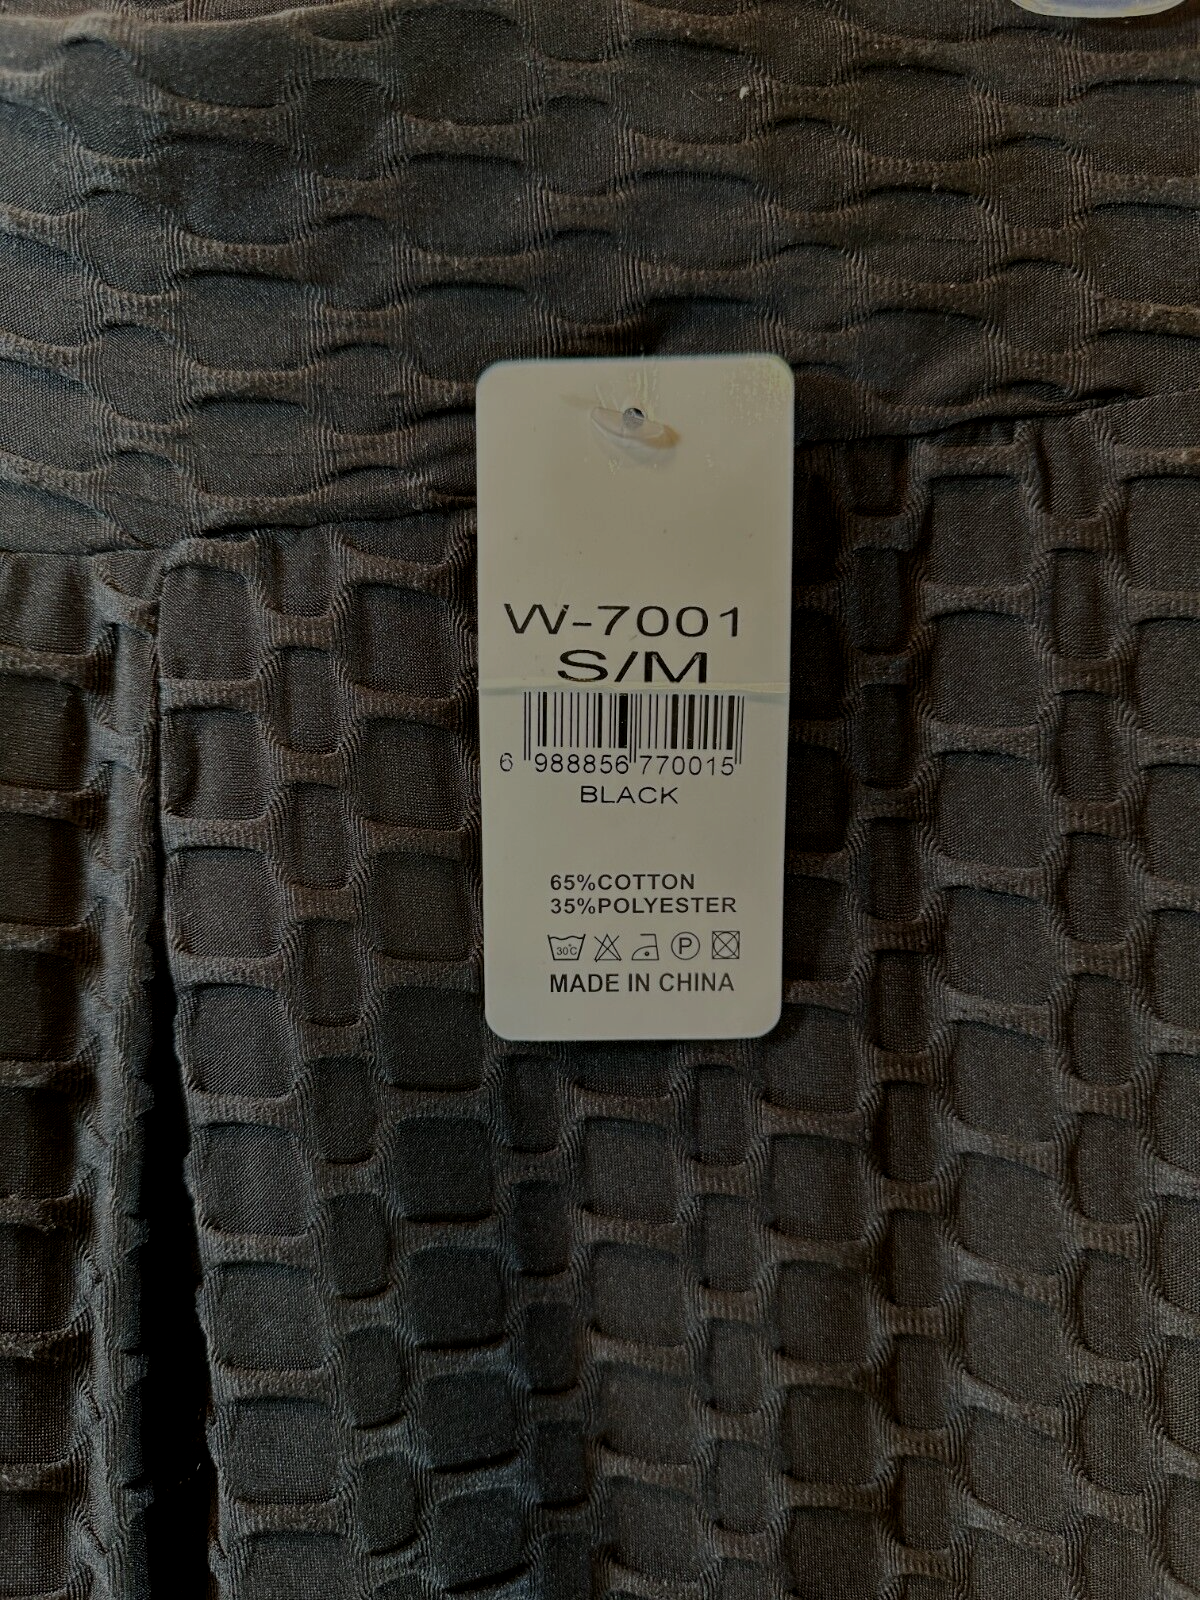 W-7001
S/M
6 988856 770015
BLACK
65%COTTON
35%POLYESTER
30°C P
MADE IN CHINA